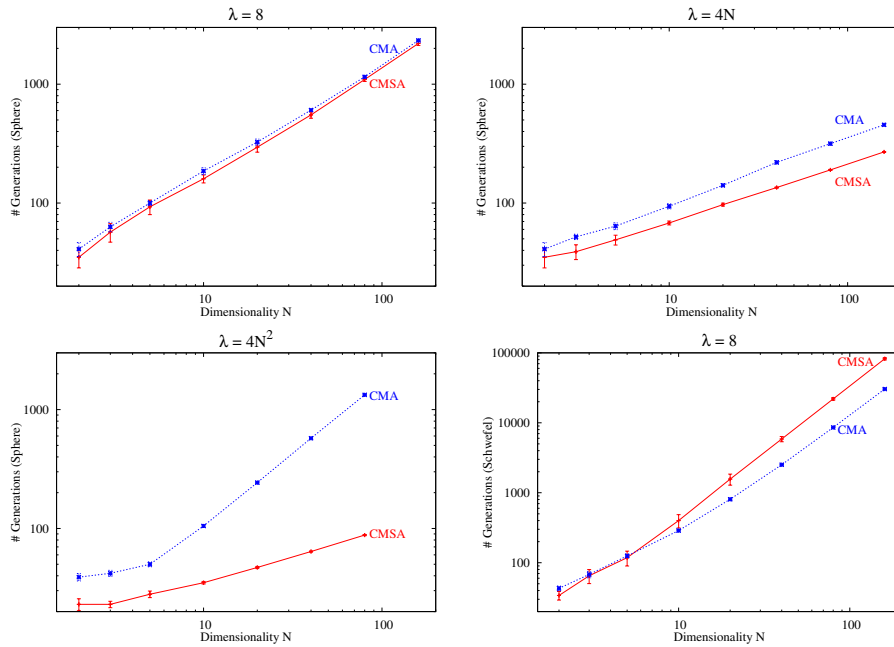 λ = 8
# Generations (Sphere)
1000
100
CMA
CMSA
10
100
Dimensionality N
λ = 4N
# Generations (Sphere)
1000
100
CMA
CMSA
10
100
Dimensionality N
λ = 4N²
# Generations (Sphere)
1000
100
CMA
CMSA
10
100
Dimensionality N
λ = 8
# Generations (Schwefel)
100000
10000
1000
100
CMSA
CMA
10
100
Dimensionality N